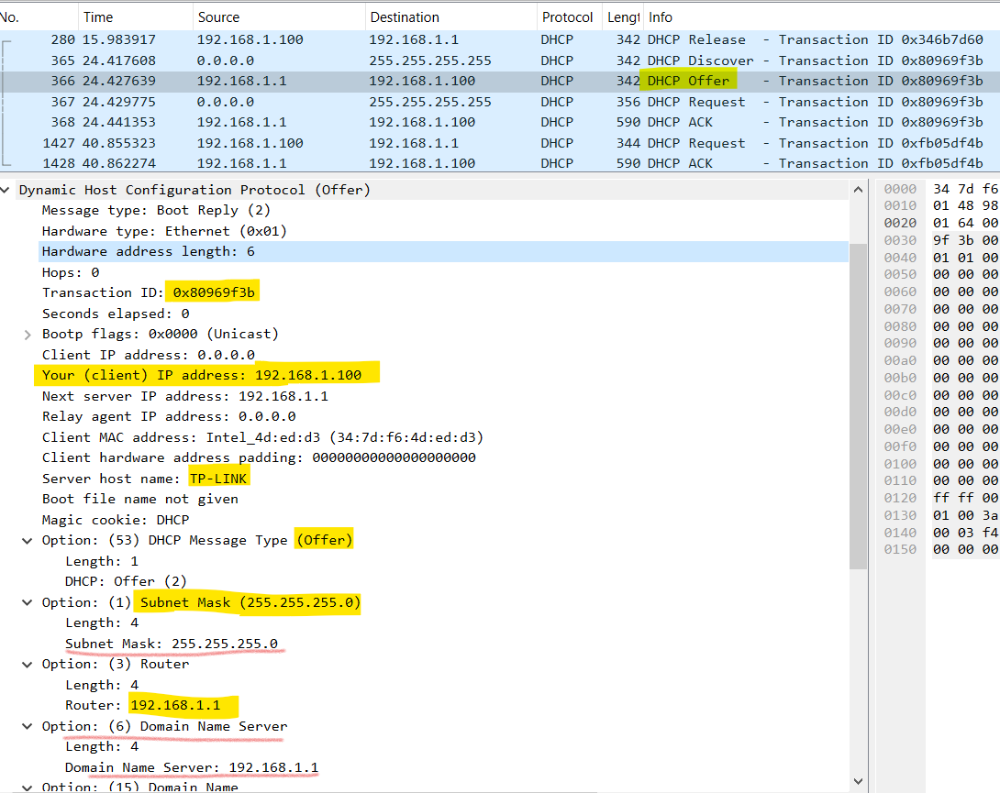 No. Time Source Destination Protocol Lengt Info
280 15.983917 192.168.1.100 192.168.1.1 DHCP 342 DHCP Release - Transaction ID 0x346b7d60
365 24.417608 0.0.0.0 255.255.255.255 DHCP 342 DHCP Discover - Transaction ID 0x80969f3b
366 24.427639 192.168.1.1 192.168.1.100 DHCP 342 DHCP Offer - Transaction ID 0x80969f3b
367 24.429775 0.0.0.0 255.255.255.255 DHCP 356 DHCP Request - Transaction ID 0x80969f3b
368 24.441353 192.168.1.1 192.168.1.100 DHCP 590 DHCP ACK - Transaction ID 0x80969f3b
1427 40.855323 192.168.1.100 192.168.1.1 DHCP 344 DHCP Request - Transaction ID 0xfb05df4b
1428 40.862274 192.168.1.1 192.168.1.100 DHCP 590 DHCP ACK - Transaction ID 0xfb05df4b
Dynamic Host Configuration Protocol (Offer)
Message type: Boot Reply (2)
Hardware type: Ethernet (0x01)
Hardware address length: 6
Hops: 0
Transaction ID: 0x80969f3b
Seconds elapsed: 0
Bootp flags: 0x0000 (Unicast)
Client IP address: 0.0.0.0
Your (client) IP address: 192.168.1.100
Next server IP address: 192.168.1.1
Relay agent IP address: 0.0.0.0
Client MAC address: Intel_4d:ed:d3 (34:7d:f6:4d:ed:d3)
Client hardware address padding: 00000000000000000000
Server host name: TP-LINK
Boot file name not given
Magic cookie: DHCP
Option: (53) DHCP Message Type (Offer)
Length: 1
DHCP: Offer (2)
Option: (1) Subnet Mask (255.255.255.0)
Length: 4
Subnet Mask: 255.255.255.0
Option: (3) Router
Length: 4
Router: 192.168.1.1
Option: (6) Domain Name Server
Length: 4
Domain Name Server: 192.168.1.1
Option: (15) Domain Name
0000 34 7d f6
0010 01 48 98
0020 01 64 00
0030 9f 3b 00
0040 01 01 00
0050 00 00 00
0060 00 00 00
0070 00 00 00
0080 00 00 00
0090 00 00 00
00a0 00 00 00
00b0 00 00 00
00c0 00 00 00
00d0 00 00 00
00e0 00 00 00
00f0 00 00 00
0100 00 00 00
0110 00 00 00
0120 ff ff 00
0130 01 00 3a
0140 00 03 f4
0150 00 00 00